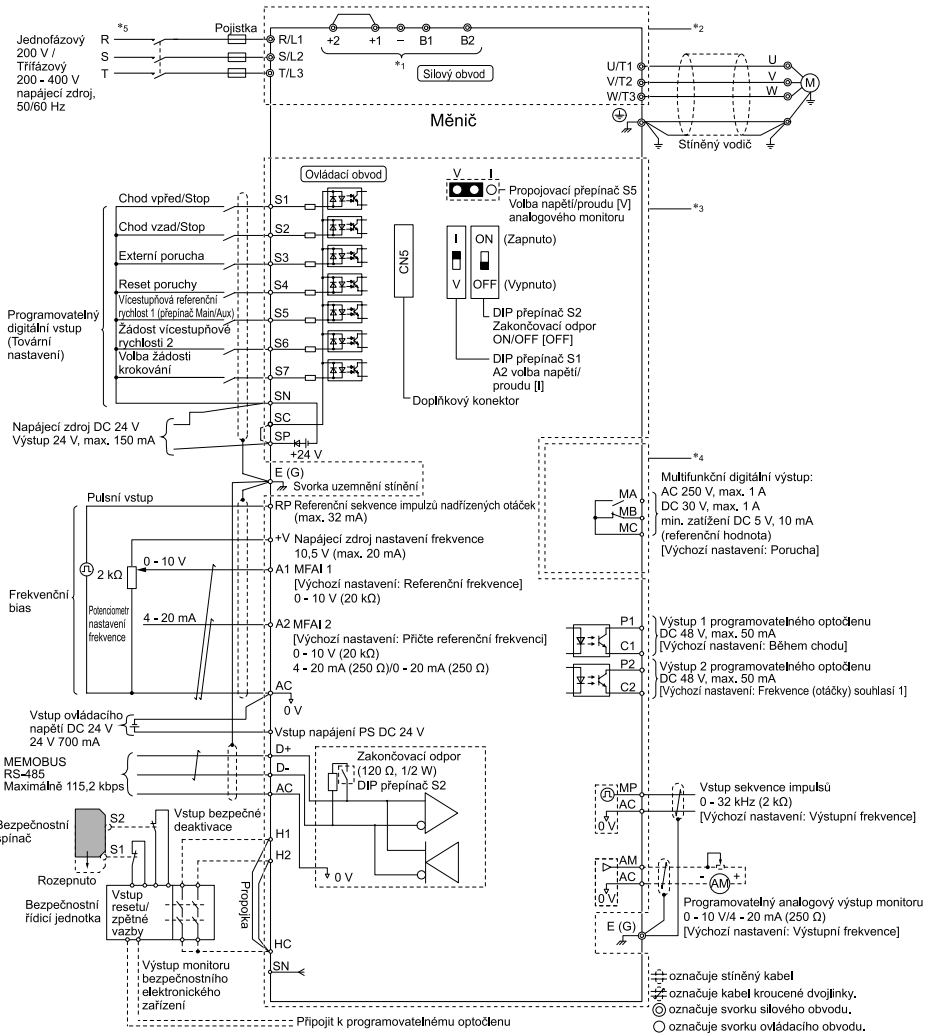 *5
Pojistka
Jednofázový
200 V /
Třífázový
200 - 400 V
napájecí zdroj,
50/60 Hz
R
S
T
R/L1
S/L2
T/L3
+2
+1
−
B1
B2
*1
Silový obvod
*2
U/T1
V/T2
W/T3
U
V
W
M
Měnič
Stíněný vodič
Ovládací obvod
V
I
Propojovací přepínač S5
Volba napětí/proudu [V]
analogového monitoru
*3
Chod vpřed/Stop
S1
Chod vzad/Stop
S2
Externí porucha
S3
Reset poruchy
S4
Vícestupňová referenční
rychlost 1 (přepínač Main/Aux)
S5
Žádost vícestupňové
rychlosti 2
S6
Volba žádosti
krokování
S7
Programovatelný
digitální vstup
(Tovární
nastavení)
CN5
I
V
ON
(Zapnuto)
OFF
(Vypnuto)
DIP přepínač S2
Zakončovací odpor
ON/OFF [OFF]
DIP přepínač S1
A2 volba napětí/
proudu [I]
Doplňkový konektor
SN
SC
SP
+24 V
Napájecí zdroj DC 24 V
Výstup 24 V, max. 150 mA
E (G)
Svorka uzemnění stínění
*4
MA
MB
MC
Multifunkční digitální výstup:
AC 250 V, max. 1 A
DC 30 V, max. 1 A
min. zatížení DC 5 V, 10 mA
(referenční hodnota)
[Výchozí nastavení: Porucha]
Pulsní vstup
RP
Referenční sekvence impulzů nadřízených otáček
(max. 32 mA)
+V
Napájecí zdroj nastavení frekvence
10,5 V (max. 20 mA)
2 kΩ
0 - 10 V
A1
MFAI 1
[Výchozí nastavení: Referenční frekvence]
0 - 10 V (20 kΩ)
Frekvenční
bias
Potenciometr
nastavení
frekvence
4 - 20 mA
A2
MFAI 2
[Výchozí nastavení: Přičte referenční frekvenci]
0 - 10 V (20 kΩ)
4 - 20 mA (250 Ω)/0 - 20 mA (250 Ω)
AC
0 V
P1
C1
Výstup 1 programovatelného optočlenu
DC 48 V, max. 50 mA
[Výchozí nastavení: Během chodu]
P2
C2
Výstup 2 programovatelného optočlenu
DC 48 V, max. 50 mA
[Výchozí nastavení: Frekvence (otáčky) souhlasí 1]
Vstup ovládacího
napětí DC 24 V
24 V 700 mA
Vstup napájení PS DC 24 V
MEMOBUS
RS-485
Maximálně 115,2 kbps
D+
D-
AC
Zakončovací odpor
(120 Ω, 1/2 W)
DIP přepínač S2
0 V
MP
AC
0 V
Vstup sekvence impulsů
0 - 32 kHz (2 kΩ)
[Výchozí nastavení: Výstupní frekvence]
Bezpečnostní
spínač
S2
S1
Rozepnuto
Vstup bezpečné
deaktivace
H1
H2
Propojka
HC
SN
Bezpečnostní
řídicí jednotka
Vstup
resetu/
zpětné
vazby
Výstup monitoru
bezpečnostního
elektronického
zařízení
Připojit k programovatelnému optočlenu
AM
AC
0 V
-
AM
+
Programovatelný analogový výstup monitoru
0 - 10 V/4 - 20 mA (250 Ω)
[Výchozí nastavení: Výstupní frekvence]
E (G)
označuje stíněný kabel
označuje kabel kroucené dvojlinky.
označuje svorku silového obvodu.
označuje svorku ovládacího obvodu.